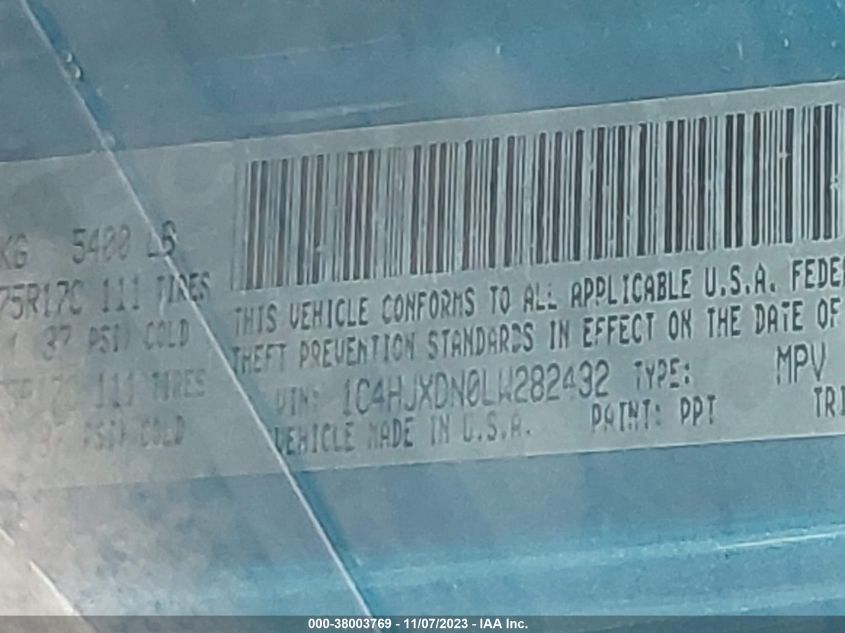 KG 5400 LB
75R17C 111 TIRES
37 PSI) COLD
75R17C 111 TIRES
37 PSI) COLD
THIS VEHICLE CONFORMS TO ALL APPLICABLE U.S.A. FEDE
THEFT PREVENTION STANDARDS IN EFFECT ON THE DATE OF
VIN: 1C4HJXDN0LW282432 TYPE: MPV
VEHICLE MADE IN U.S.A. PAINT: PPT TRI
000-38003769 - 11/07/2023 - IAA Inc.